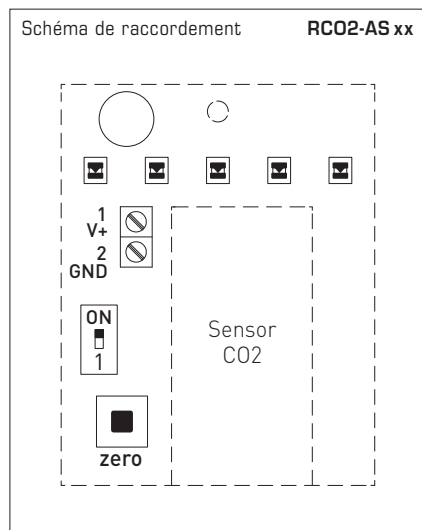 Schéma de raccordement RCO2-AS xx
1
V+
2
GND
ON
1
Sensor
CO2
zero